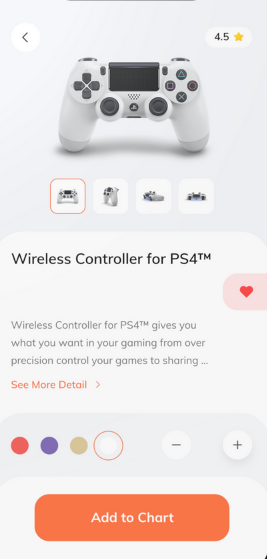 4.5
Wireless Controller for PS4™
Wireless Controller for PS4™ gives you
what you want in your gaming from over
precision control your games to sharing ...
See More Detail
Add to Chart